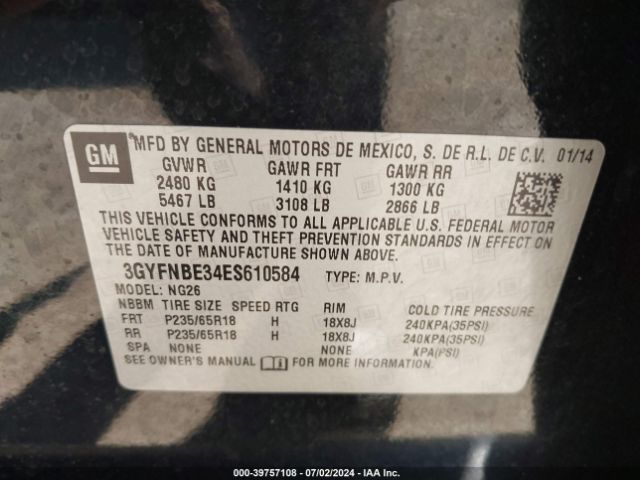 GM
MFD BY GENERAL MOTORS DE MEXICO, S. DE R.L. DE C.V. 01/14
GVWR GAWR FRT GAWR RR
2480 KG 1410 KG 1300 KG
5467 LB 3108 LB 2866 LB
THIS VEHICLE CONFORMS TO ALL APPLICABLE U.S. FEDERAL MOTOR
VEHICLE SAFETY AND THEFT PREVENTION STANDARDS IN EFFECT ON
THE DATE OF MANUFACTURE SHOWN ABOVE.
3GYFNBE34ES610584 TYPE: M.P.V.
MODEL: NG26
NBBM TIRE SIZE SPEED RTG RIM COLD TIRE PRESSURE
FRT P235/65R18 H 18X8J 240KPA(35PSI)
RR P235/65R18 H 18X8J 240KPA(35PSI)
SPA NONE NONE KPA(PSI)
SEE OWNER'S MANUAL FOR MORE INFORMATION.
000-39757108 - 07/02/2024 - IAA Inc.